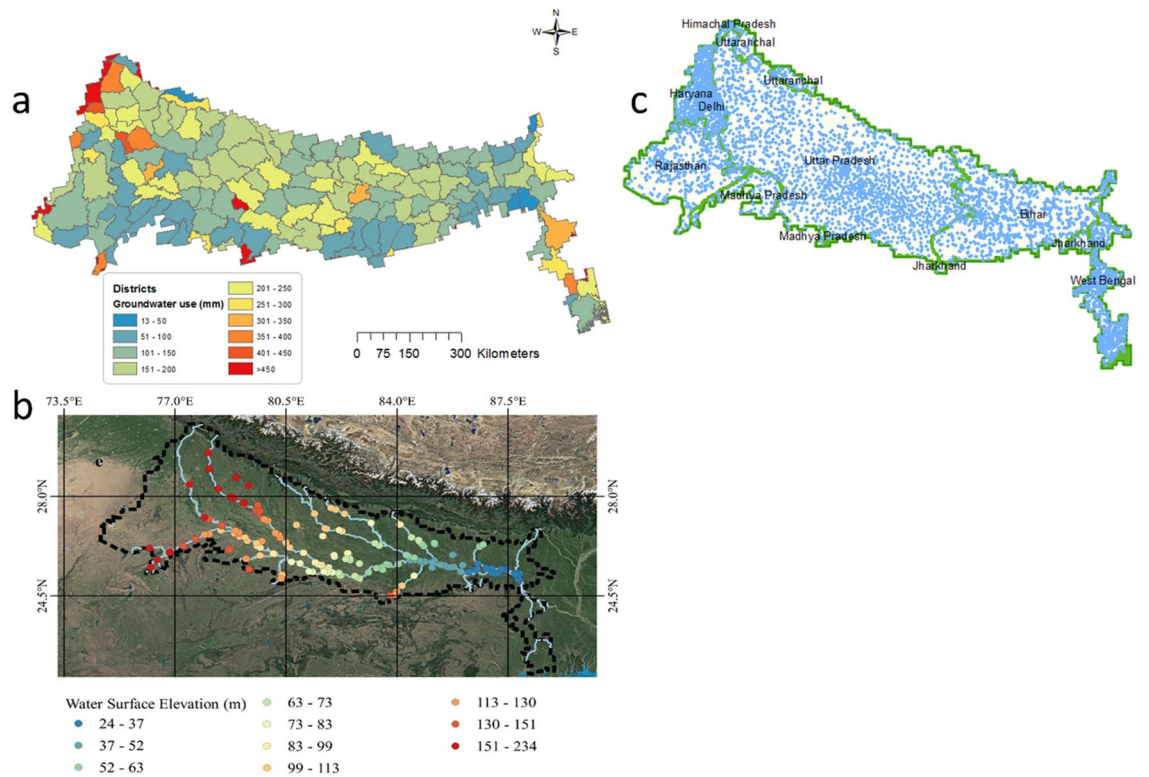 N
W E
S
a
Districts
Groundwater use (mm)
13 - 50
51 - 100
101 - 150
151 - 200
201 - 250
251 - 300
301 - 350
351 - 400
401 - 450
>450
0 75 150 300 Kilometers
c
Himachal Pradesh
Uttaranchal
Uttaranchal
Haryana
Delhi
Rajasthan
Uttar Pradesh
Madhya Pradesh
Madhya Pradesh
Bihar
Jharkhand
Jharkhand
West Bengal
b
73.5°E 77.0°E 80.5°E 84.0°E 87.5°E
e
28.0°N 28.0°N
24.5°N 24.5°N
Water Surface Elevation (m)
24 - 37
37 - 52
52 - 63
63 - 73
73 - 83
83 - 99
99 - 113
113 - 130
130 - 151
151 - 234